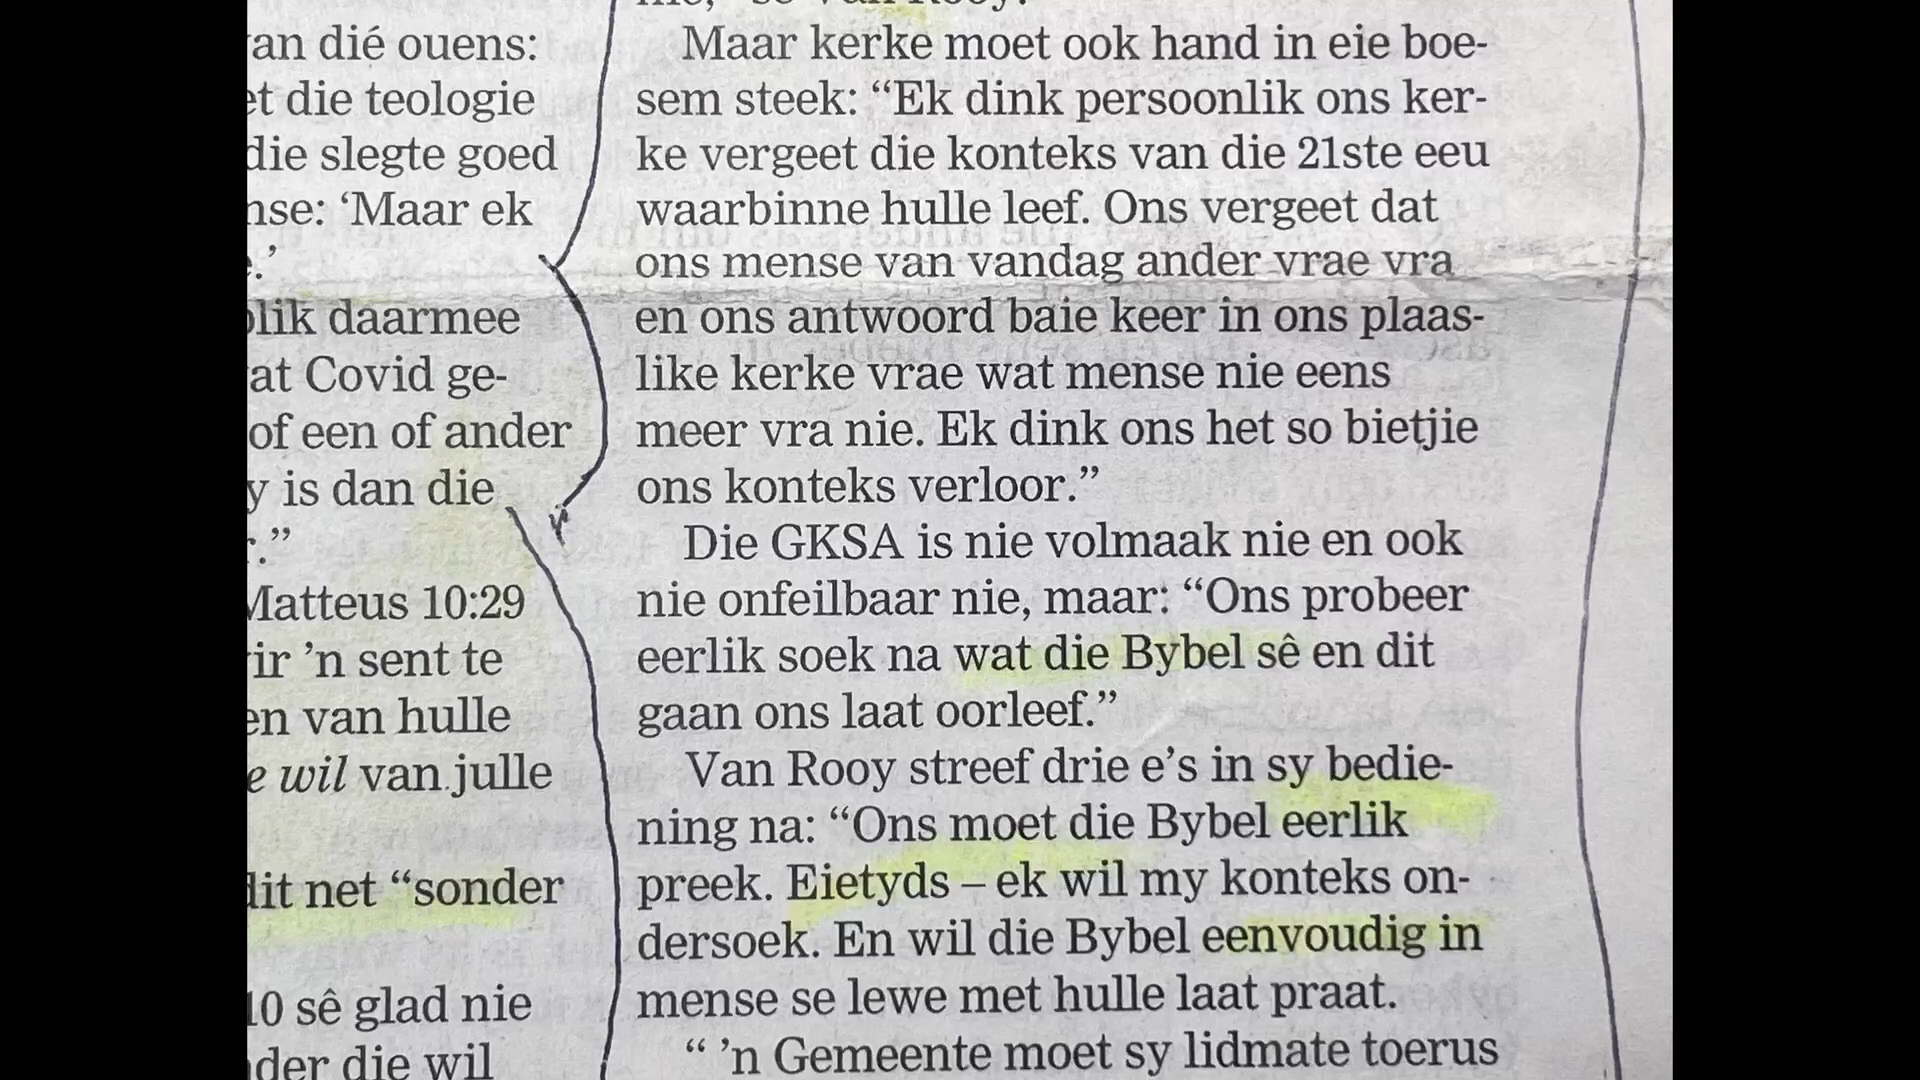 an dié ouens:
die teologie
die slegte goed
‘Maar ek
.’
daarmee
at Covid ge-
of een of ander
y is dan die
.”
Matteus 10:29
’n sent te
van hulle
e wil van julle
dit net “sonder
10 sê glad nie
die wil
Maar kerke moet ook hand in eie boe-
sem steek: “Ek dink persoonlik ons ker-
ke vergeet die konteks van die 21ste eeu
waarbinne hulle leef. Ons vergeet dat
ons mense van vandag ander vrae vra
en ons antwoord baie keer in ons plaas-
like kerke vrae wat mense nie eens
meer vra nie. Ek dink ons het so bietjie
ons konteks verloor.”
Die GKSA is nie volmaak nie en ook
nie onfeilbaar nie, maar: “Ons probeer
eerlik soek na wat die Bybel sê en dit
gaan ons laat oorleef.”
Van Rooy streef drie e’s in sy bedie-
ning na: “Ons moet die Bybel eerlik
preek. Eietyds – ek wil my konteks on-
dersoek. En wil die Bybel eenvoudig in
mense se lewe met hulle laat praat.
“ ’n Gemeente moet sy lidmate toerus